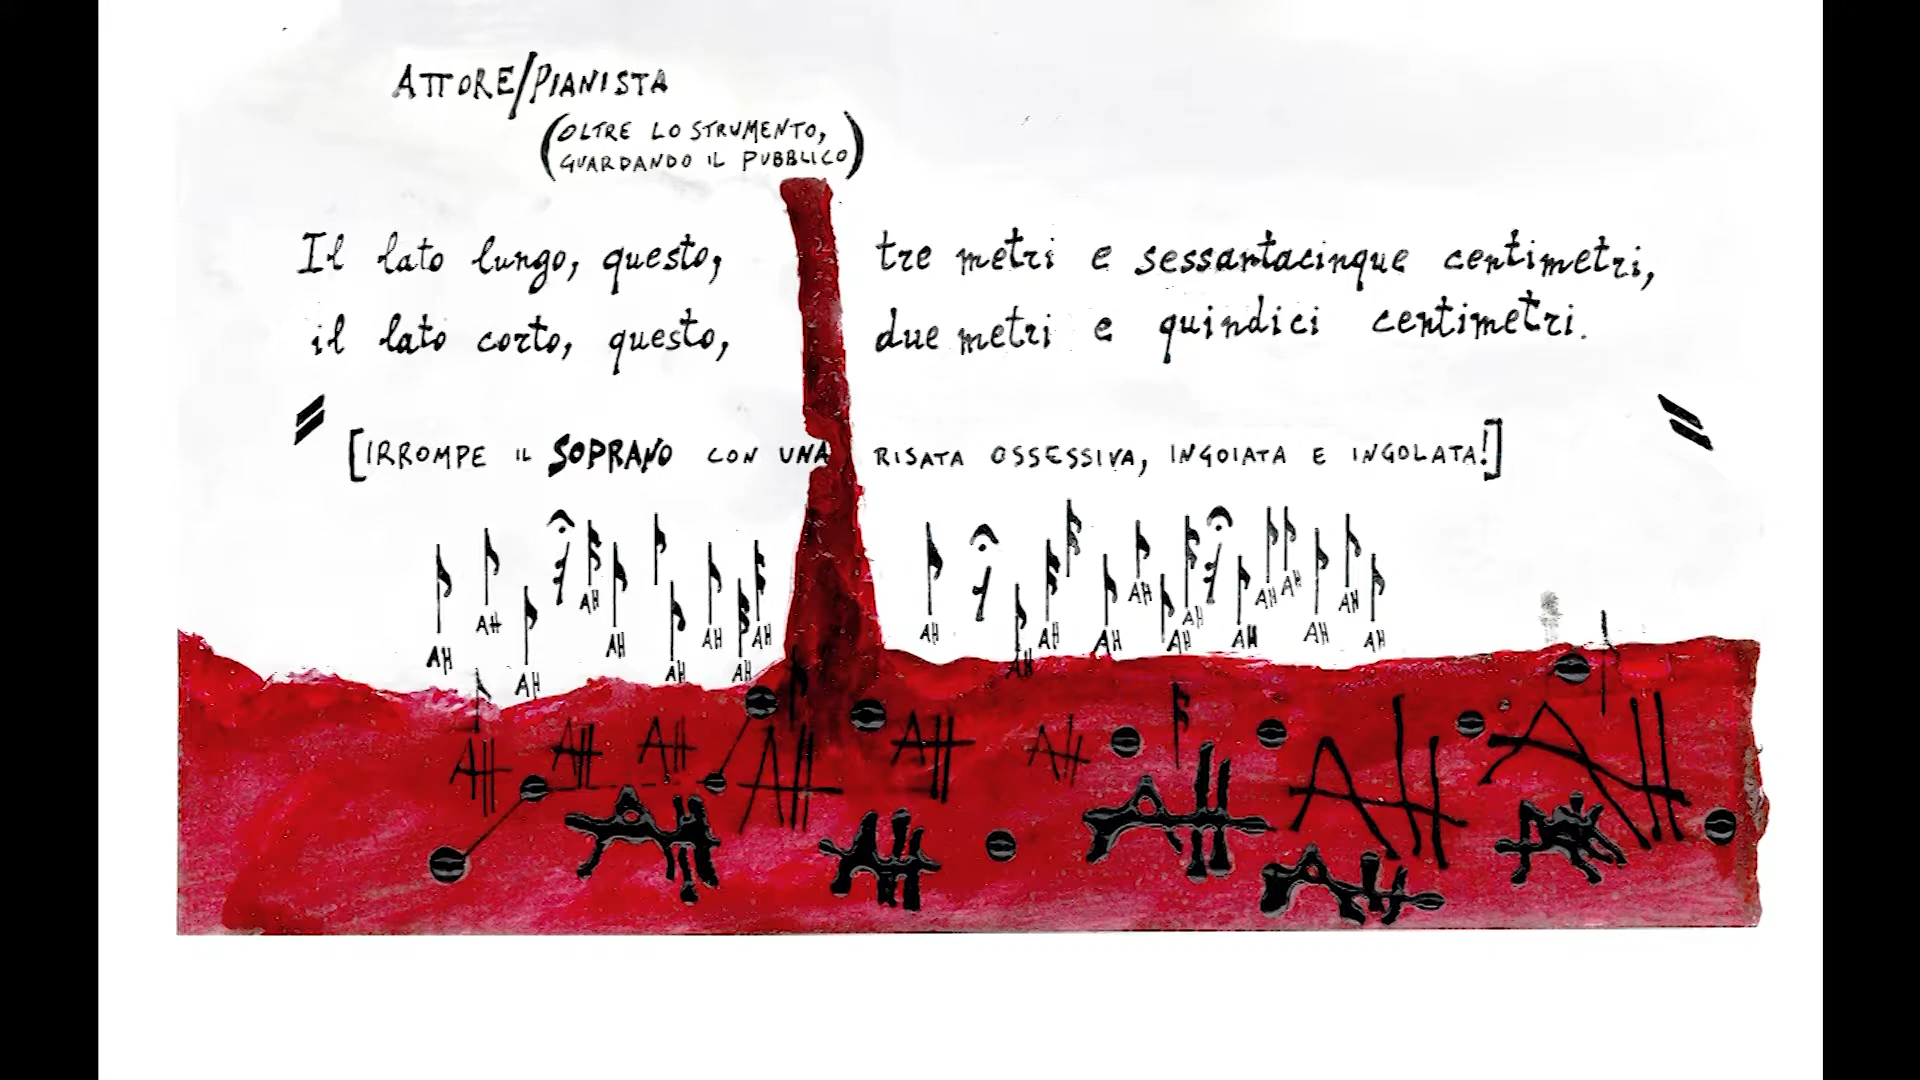 ATTORE/PIANISTA
(OLTRE LO STRUMENTO,
GUARDANDO IL PUBBLICO)
Il lato lungo, questo, tre metri e sessantacinque centimetri,
il lato corto, questo, due metri e quindici centimetri.
[IRROMPE IL SOPRANO CON UNA RISATA OSSESSIVA, INGOIATA E INGOLATA!]
AH AH AH AH AH AH AH AH AH AH AH AH AH AH AH AH AH AH AH AH AH AH
AH AH AH AH AH AH AH AH
AH AH AH AH AH